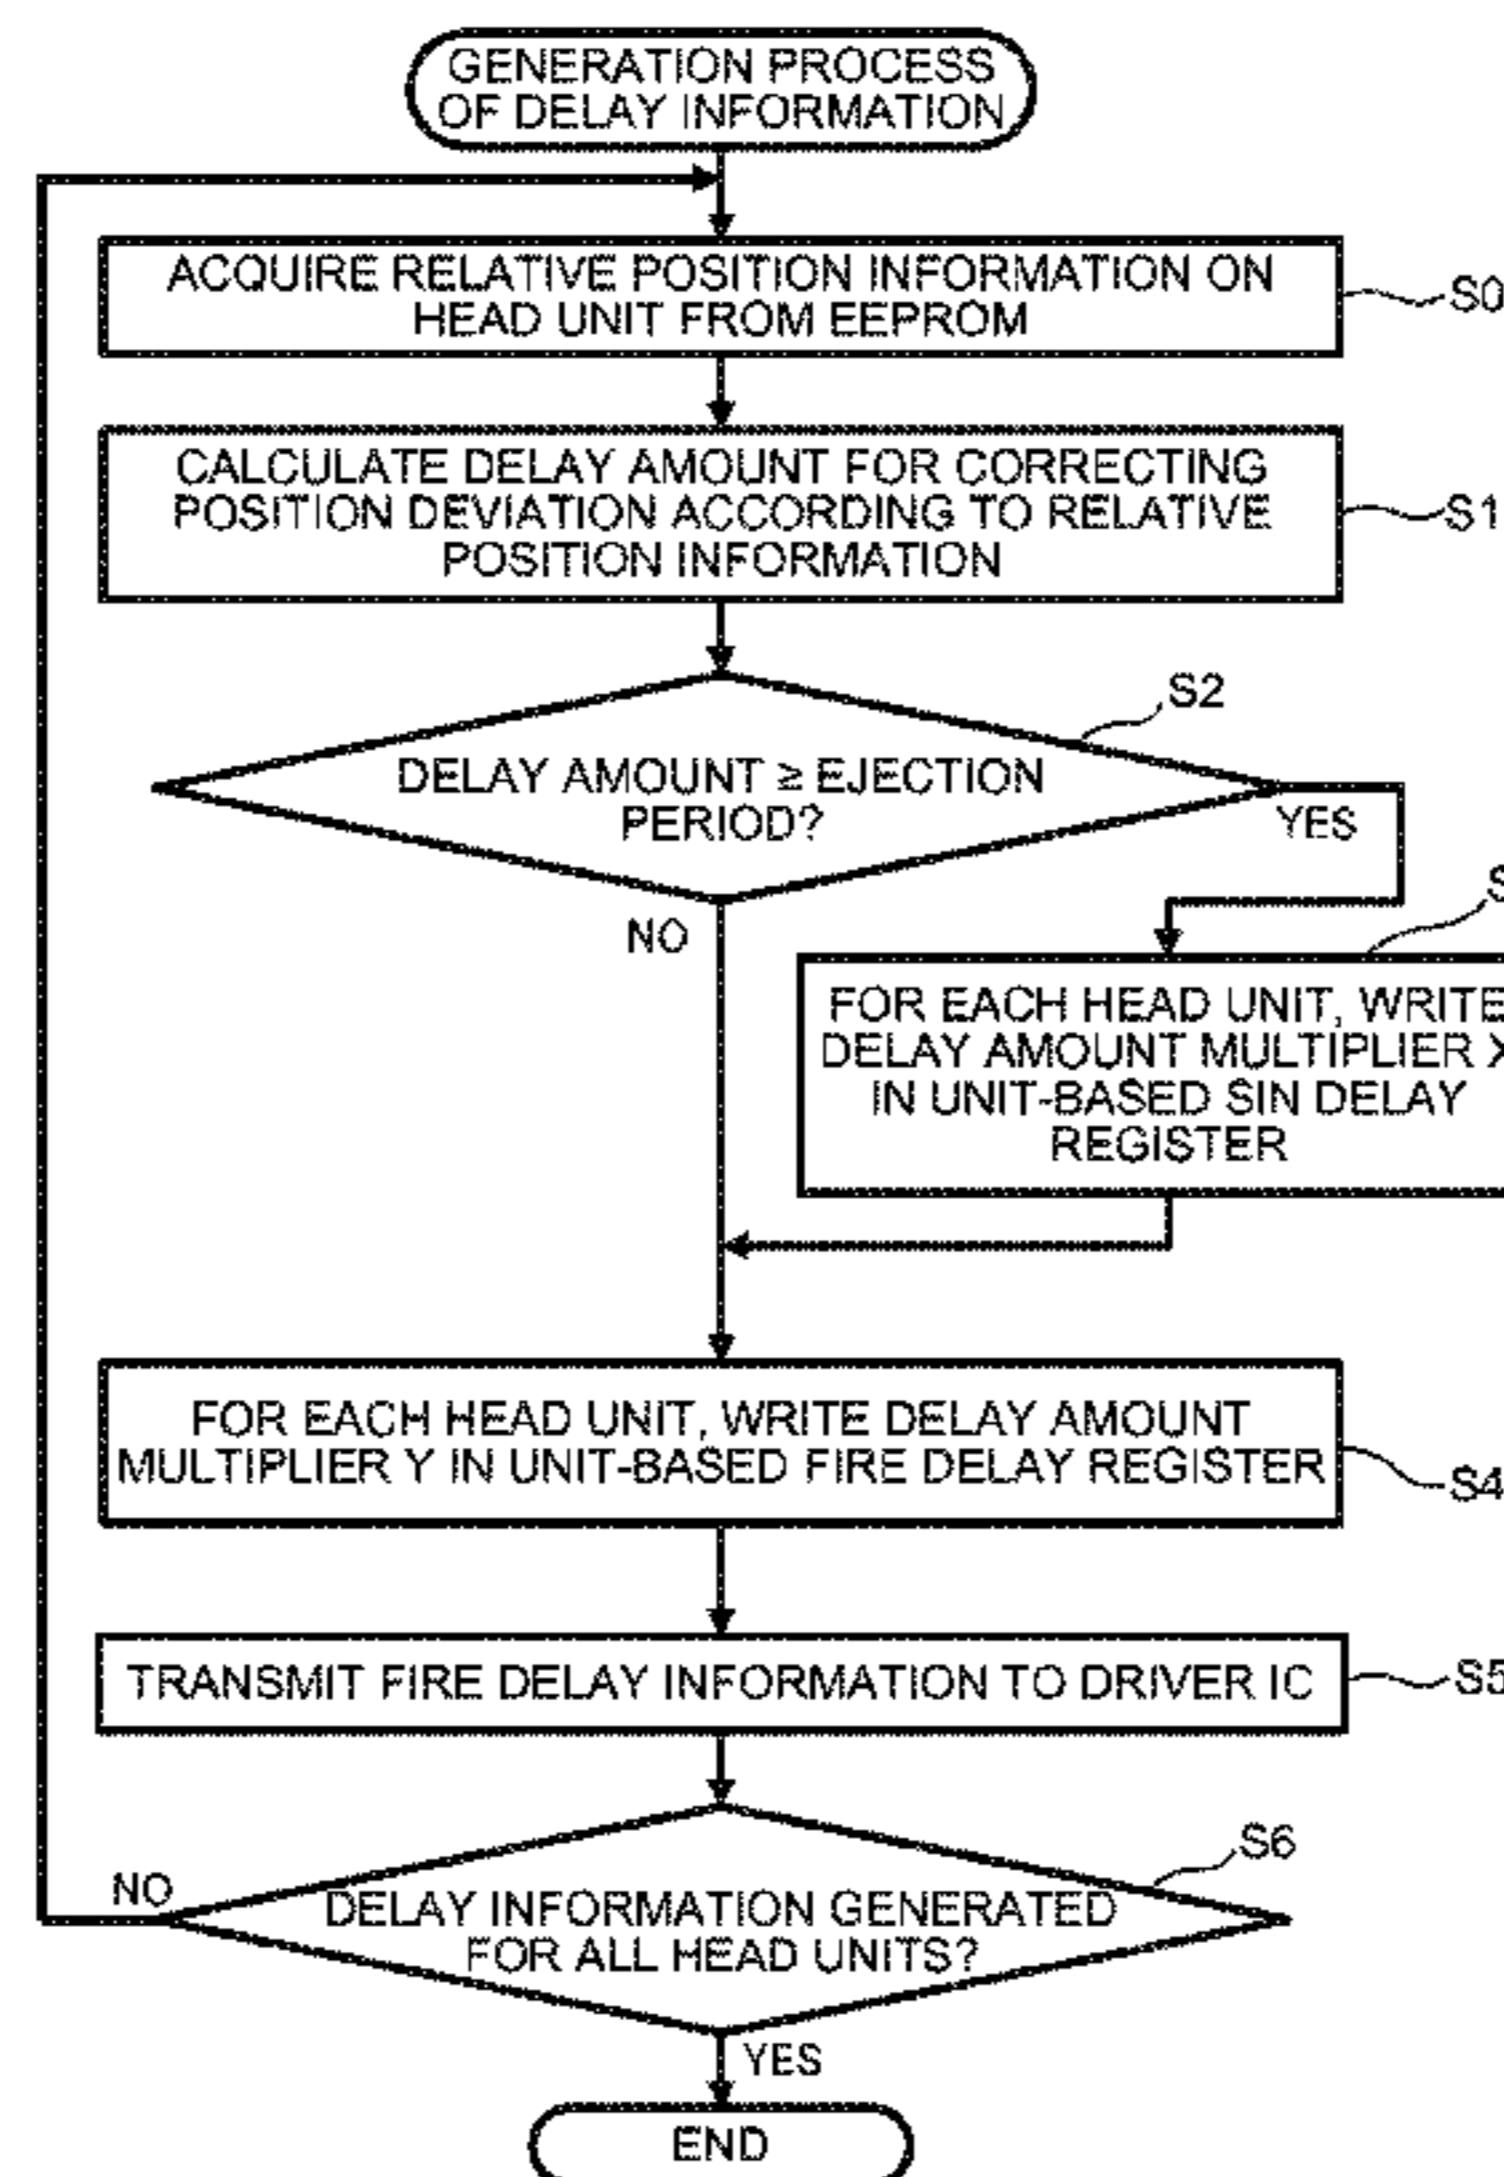 GENERATION PROCESS
OF DELAY INFORMATION
ACQUIRE RELATIVE POSITION INFORMATION ON
HEAD UNIT FROM EEPROM
S0
CALCULATE DELAY AMOUNT FOR CORRECTING
POSITION DEVIATION ACCORDING TO RELATIVE
POSITION INFORMATION
S1
S2
DELAY AMOUNT ≥ EJECTION
PERIOD?
YES
NO
S
FOR EACH HEAD UNIT, WRITE
DELAY AMOUNT MULTIPLIER X
IN UNIT-BASED SIN DELAY
REGISTER
FOR EACH HEAD UNIT, WRITE DELAY AMOUNT
MULTIPLIER Y IN UNIT-BASED FIRE DELAY REGISTER
S4
TRANSMIT FIRE DELAY INFORMATION TO DRIVER IC
S5
S6
NO
DELAY INFORMATION GENERATED
FOR ALL HEAD UNITS?
YES
END